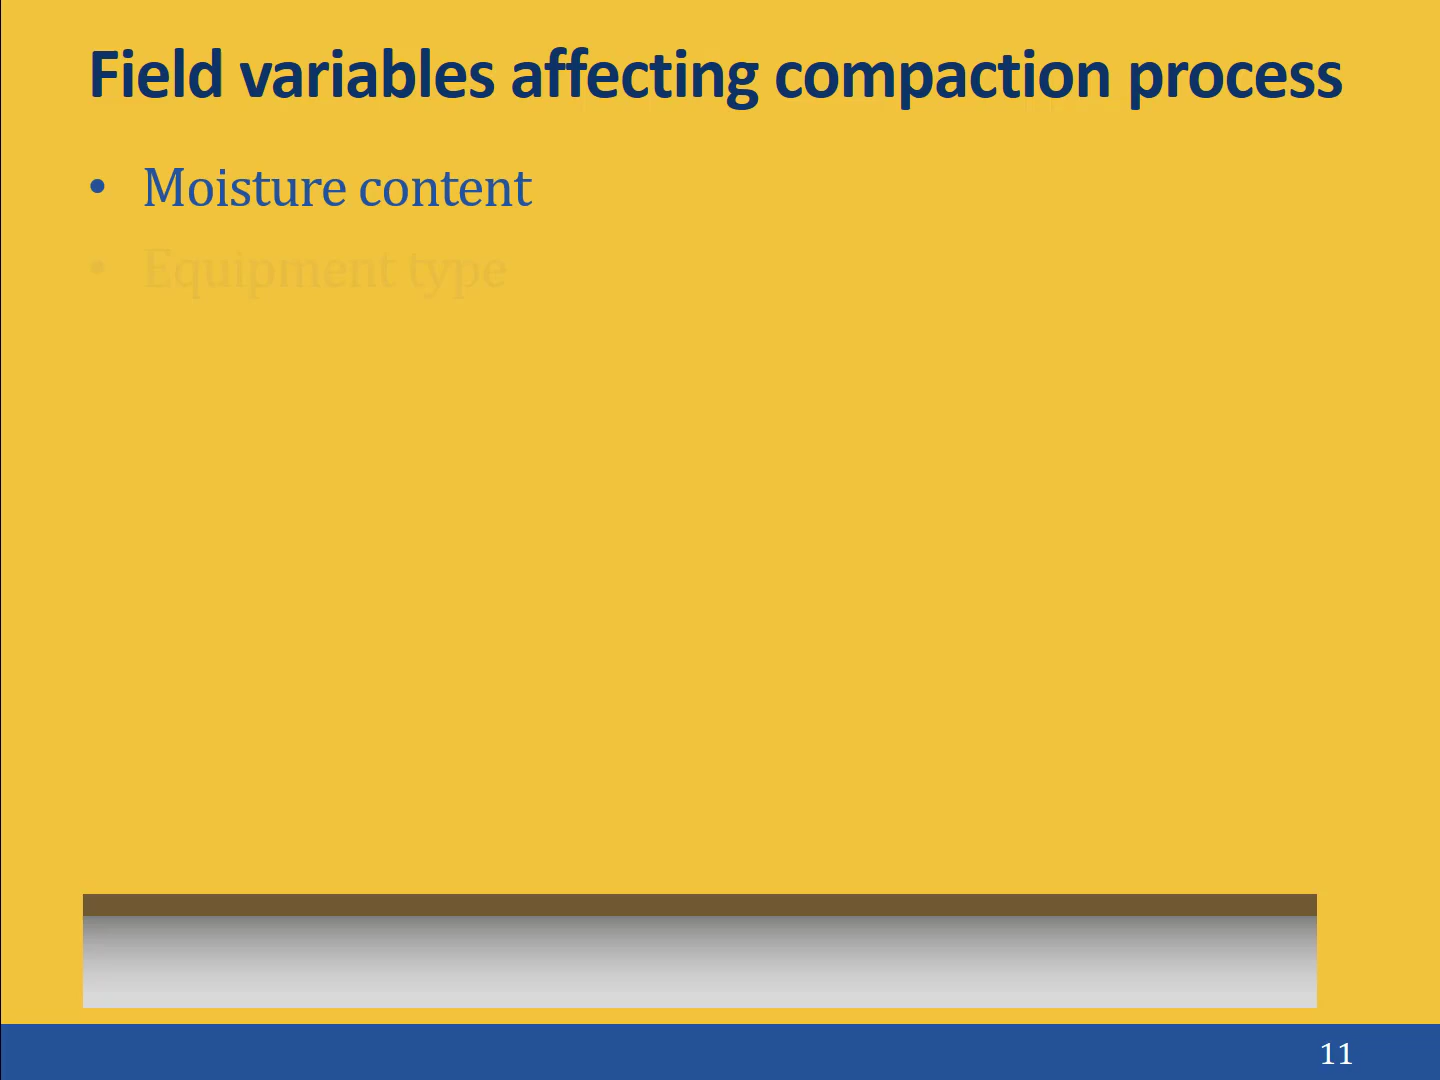 Field variables affecting compaction process
• Moisture content
• Equipment type
11